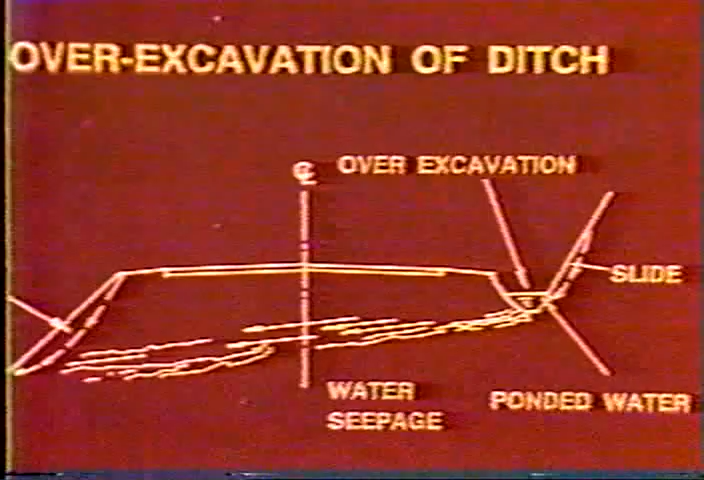 OVER-EXCAVATION OF DITCH
℄ OVER EXCAVATION
SLIDE
WATER
SEEPAGE
PONDED WATER